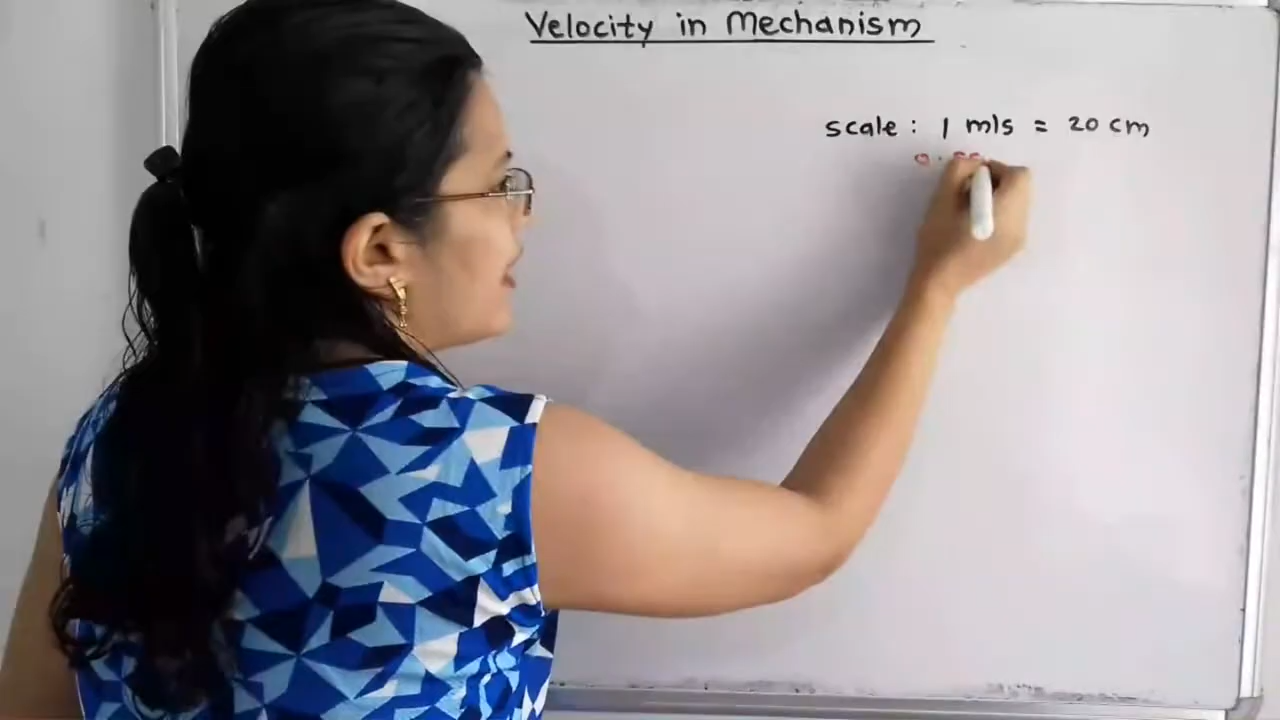 Velocity in Mechanism
scale : 1 m/s = 20 cm